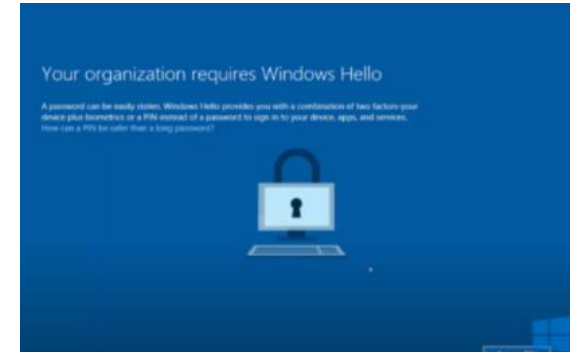 Your organization requires Windows Hello
A password can be easily stolen. Windows Hello provides you with a combination of two factors-your
device plus biometrics or a PIN-instead of a password to sign in to your device, apps, and services.
How can a PIN be safer than a long password?